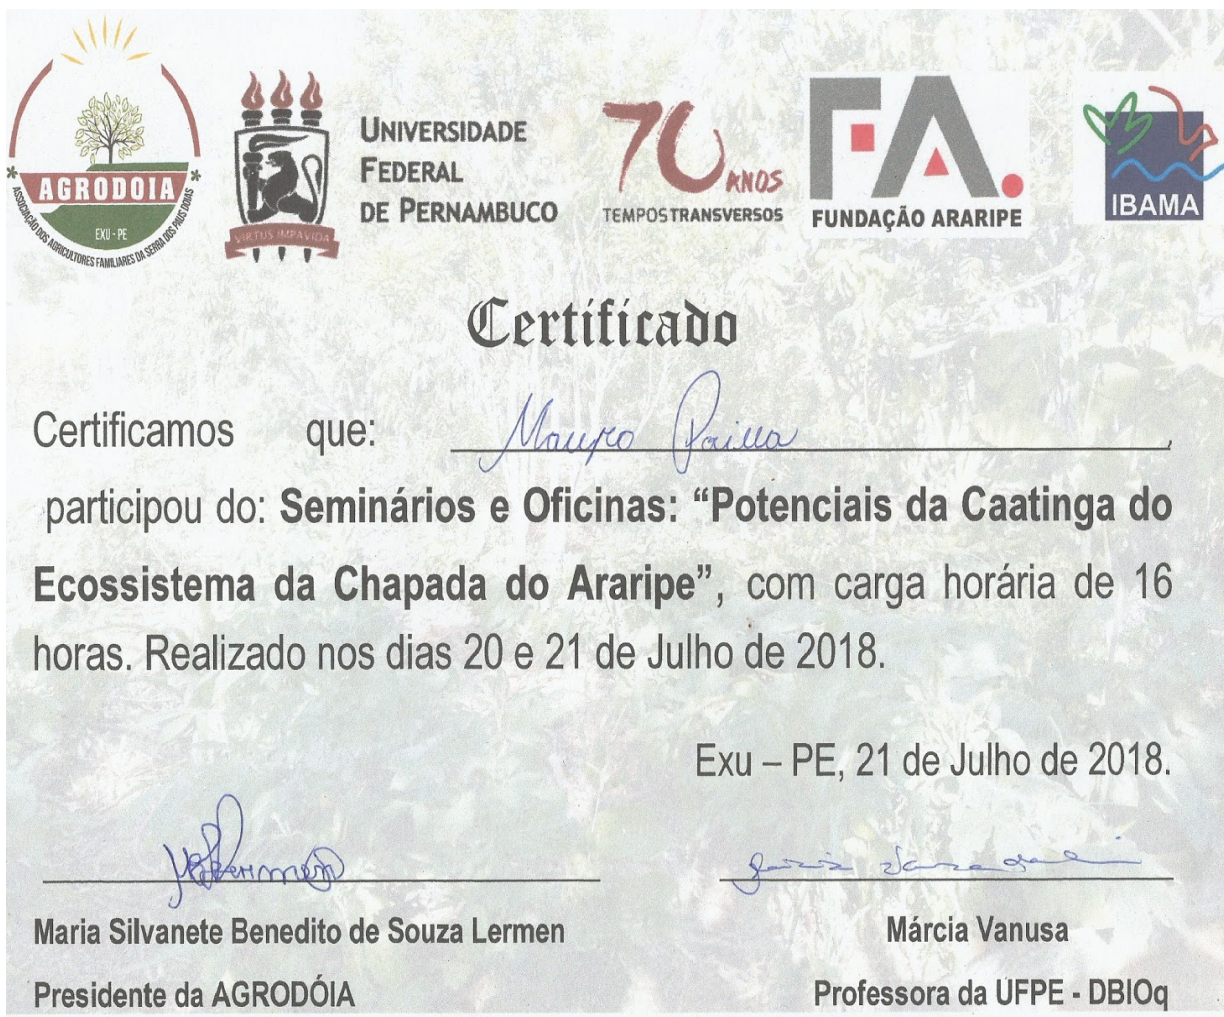 AGRODOIA
EXU - PE
ASSOCIAÇÃO DOS AGRICULTORES FAMILIARES DA SERRA DOS PAUS DOIAS
VIRTUS IMPAVIDA
UNIVERSIDADE
FEDERAL
DE PERNAMBUCO
70 ANOS
TEMPOS TRANSVERSOS
FA.
FUNDAÇÃO ARARIPE
IBAMA
Certificado
Certificamos que: Mauro
participou do: Seminários e Oficinas: “Potenciais da Caatinga do
Ecossistema da Chapada do Araripe”, com carga horária de 16
horas. Realizado nos dias 20 e 21 de Julho de 2018.
Exu – PE, 21 de Julho de 2018.
Maria Silvanete Benedito de Souza Lermen
Márcia Vanusa
Presidente da AGRODÓIA
Professora da UFPE - DBIOq